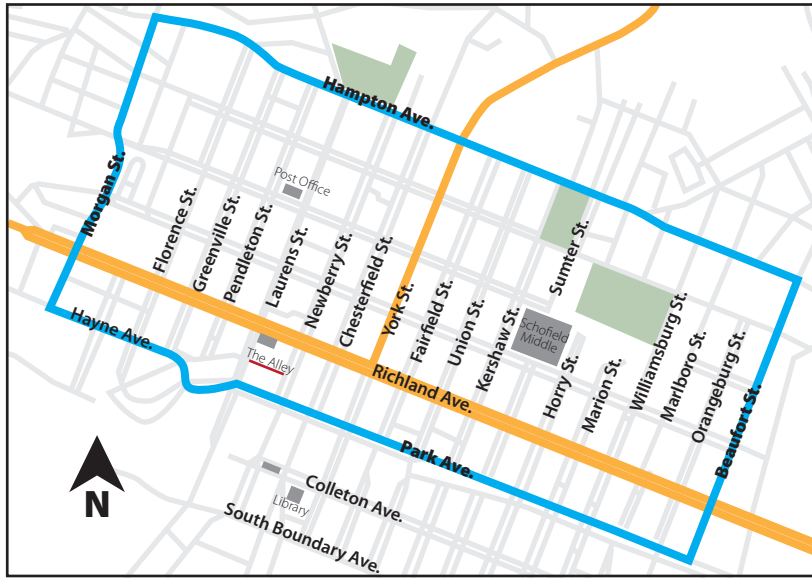 Hampton Ave.
Post Office
Morgan St.
Florence St.
Greenville St.
Pendleton St.
Laurens St.
Newberry St.
Chesterfield St.
York St.
Fairfield St.
Union St.
Kershaw St.
Sumter St.
Schofield
Middle
Horry St.
Marion St.
Williamsburg St.
Marlboro St.
Orangeburg St.
Beaufort St.
Hayne Ave.
The Alley
Richland Ave.
Park Ave.
Colleton Ave.
Library
South Boundary Ave.
N